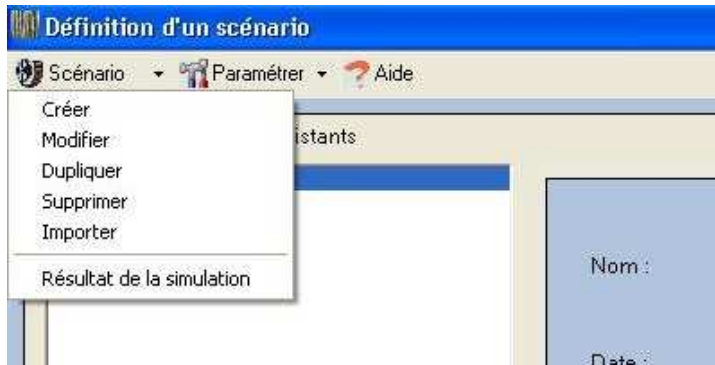 Définition d'un scénario
Scénario Paramétrer Aide
Créer
istants
Modifier
Dupliquer
Supprimer
Importer
Nom :
Résultat de la simulation
Date :